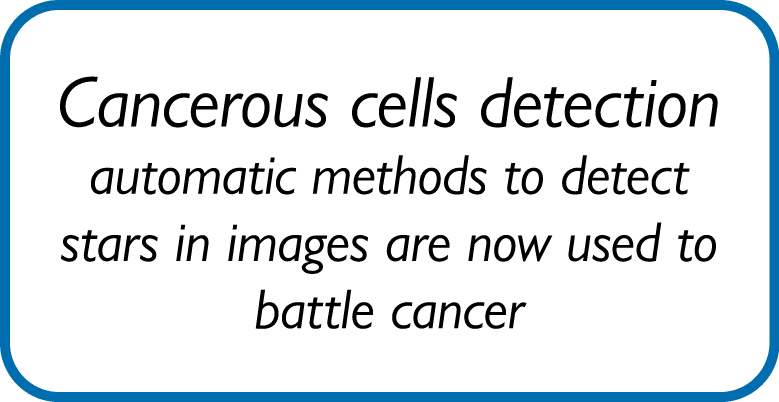 Cancerous cells detection
automatic methods to detect
stars in images are now used to
battle cancer